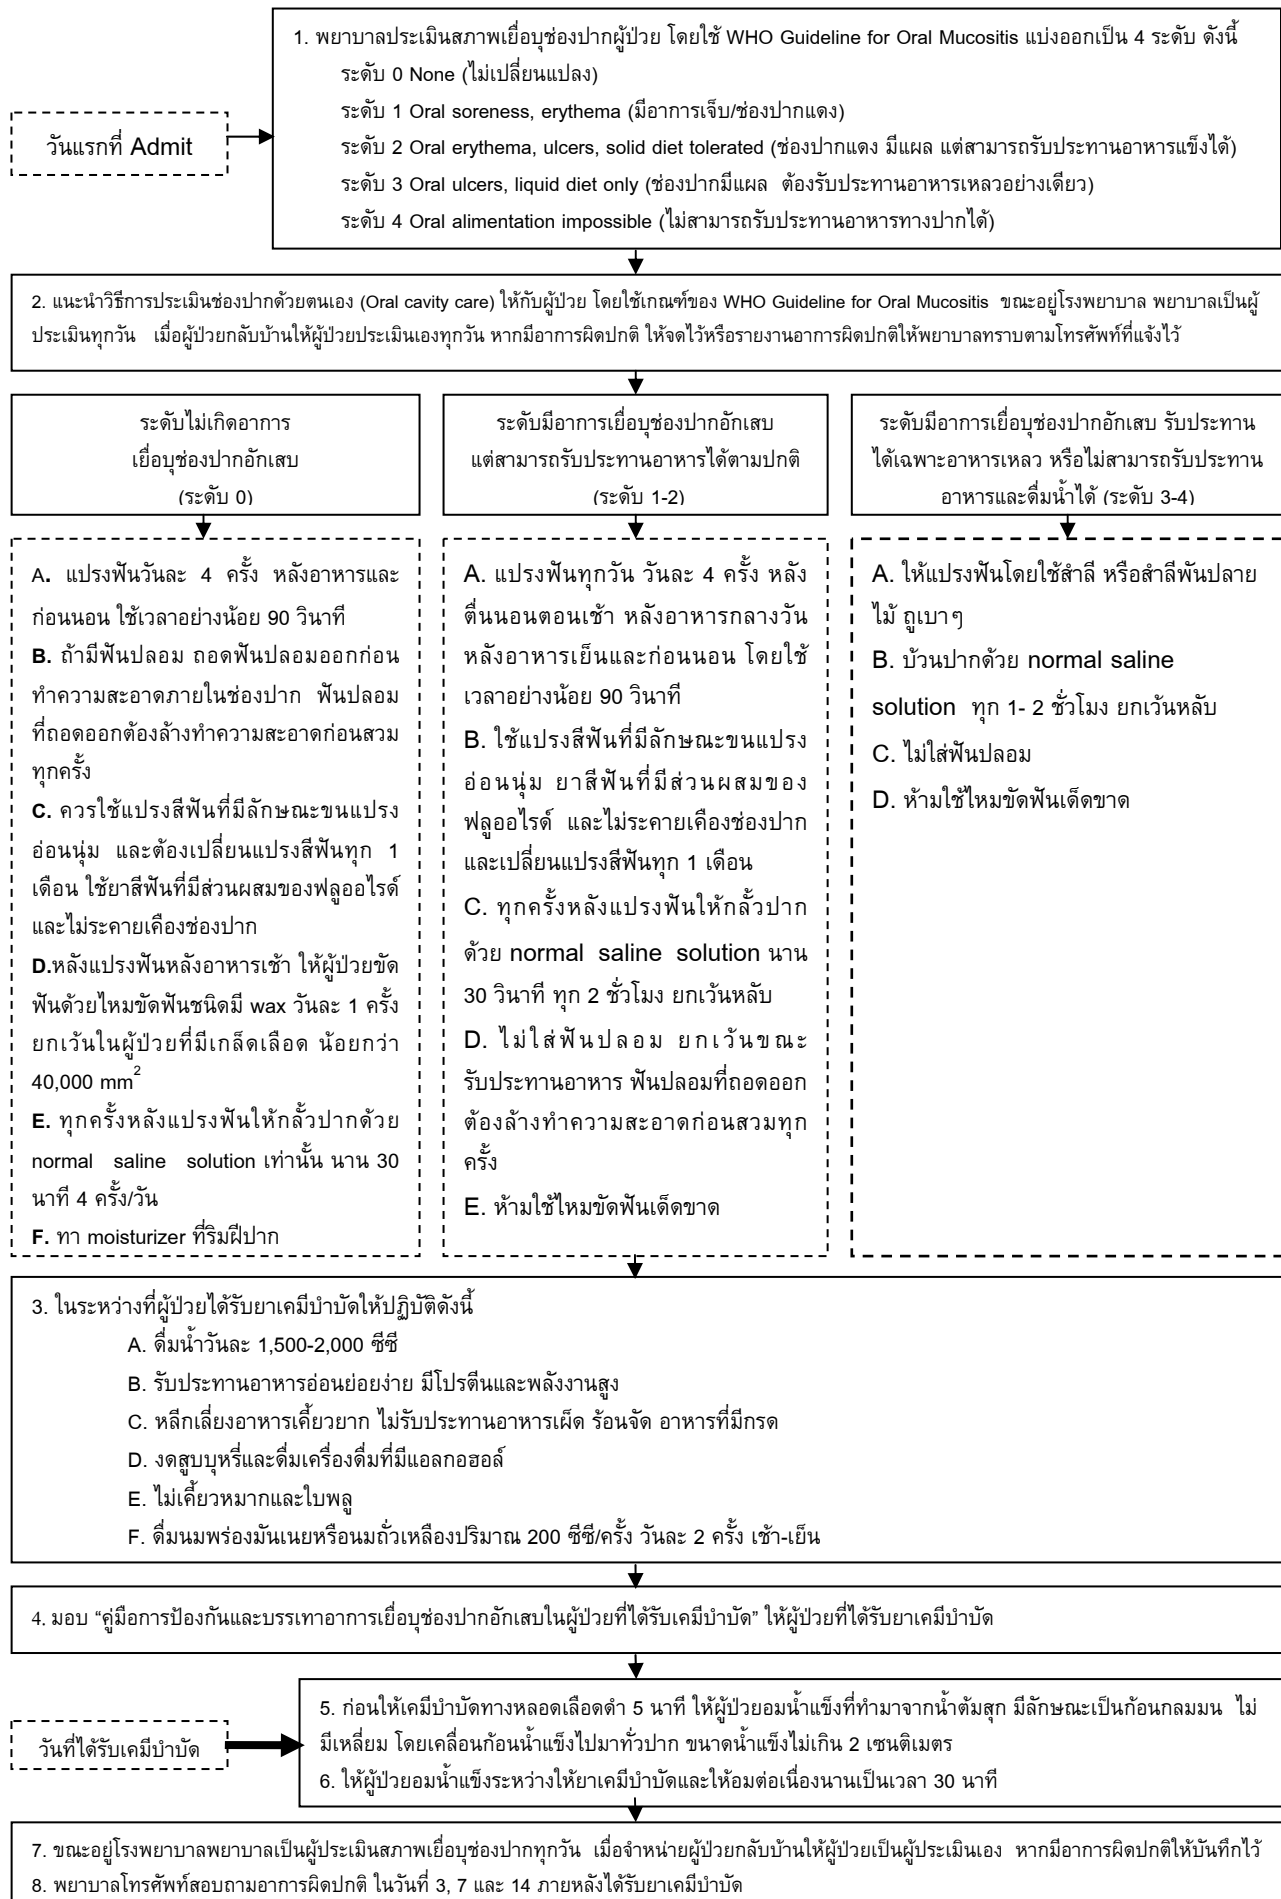 1. พยาบาลประเมินสภาพเยื่อบุช่องปากผู้ป่วย โดยใช้ WHO Guideline for Oral Mucositis แบ่งออกเป็น 4 ระดับ ดังนี้
ระดับ 0 None (ไม่เปลี่ยนแปลง)
ระดับ 1 Oral soreness, erythema (มีอาการเจ็บ/ช่องปากแดง)
วันแรกที่ Admit
ระดับ 2 Oral erythema, ulcers, solid diet tolerated (ช่องปากแดง มีแผล แต่สามารถรับประทานอาหารแข็งได้)
ระดับ 3 Oral ulcers, liquid diet only (ช่องปากมีแผล ต้องรับประทานอาหารเหลวอย่างเดียว)
ระดับ 4 Oral alimentation impossible (ไม่สามารถรับประทานอาหารทางปากได้)
2. แนะนำวิธีการประเมินช่องปากด้วยตนเอง (Oral cavity care) ให้กับผู้ป่วย โดยใช้เกณฑ์ของ WHO Guideline for Oral Mucositis ขณะอยู่โรงพยาบาล พยาบาลเป็นผู้
ประเมินทุกวัน เมื่อผู้ป่วยกลับบ้านให้ผู้ป่วยประเมินเองทุกวัน หากมีอาการผิดปกติ ให้จดไว้หรือรายงานอาการผิดปกติให้พยาบาลทราบตามโทรศัพท์ที่แจ้งไว้
ระดับไม่เกิดอาการ
เยื่อบุช่องปากอักเสบ
(ระดับ 0)
ระดับมีอาการเยื่อบุช่องปากอักเสบ
แต่สามารถรับประทานอาหารได้ตามปกติ
(ระดับ 1-2)
ระดับมีอาการเยื่อบุช่องปากอักเสบ รับประทาน
ได้เฉพาะอาหารเหลว หรือไม่สามารถรับประทาน
อาหารและดื่มน้ำได้ (ระดับ 3-4)
A. แปรงฟันวันละ 4 ครั้ง หลังอาหารและ
ก่อนนอน ใช้เวลาอย่างน้อย 90 วินาที
B. ถ้ามีฟันปลอม ถอดฟันปลอมออกก่อน
ทำความสะอาดภายในช่องปาก ฟันปลอม
ที่ถอดออกต้องล้างทำความสะอาดก่อนสวม
ทุกครั้ง
C. ควรใช้แปรงสีฟันที่มีลักษณะขนแปรง
อ่อนนุ่ม และต้องเปลี่ยนแปรงสีฟันทุก 1
เดือน ใช้ยาสีฟันที่มีส่วนผสมของฟลูออไรด์
และไม่ระคายเคืองช่องปาก
D.หลังแปรงฟันหลังอาหารเช้า ให้ผู้ป่วยขัด
ฟันด้วยไหมขัดฟันชนิดมี wax วันละ 1 ครั้ง
ยกเว้นในผู้ป่วยที่มีเกล็ดเลือด น้อยกว่า
40,000 mm²
E. ทุกครั้งหลังแปรงฟันให้กลั้วปากด้วย
normal saline solution เท่านั้น นาน 30
นาที 4 ครั้ง/วัน
F. ทา moisturizer ที่ริมฝีปาก
A. แปรงฟันทุกวัน วันละ 4 ครั้ง หลัง
ตื่นนอนตอนเช้า หลังอาหารกลางวัน
หลังอาหารเย็นและก่อนนอน โดยใช้
เวลาอย่างน้อย 90 วินาที
B. ใช้แปรงสีฟันที่มีลักษณะขนแปรง
อ่อนนุ่ม ยาสีฟันที่มีส่วนผสมของ
ฟลูออไรด์ และไม่ระคายเคืองช่องปาก
และเปลี่ยนแปรงสีฟันทุก 1 เดือน
C. ทุกครั้งหลังแปรงฟันให้กลั้วปาก
ด้วย normal saline solution นาน
30 วินาที ทุก 2 ชั่วโมง ยกเว้นหลับ
D. ไม่ใส่ฟันปลอม ยกเว้นขณะ
รับประทานอาหาร ฟันปลอมที่ถอดออก
ต้องล้างทำความสะอาดก่อนสวมทุก
ครั้ง
E. ห้ามใช้ไหมขัดฟันเด็ดขาด
A. ให้แปรงฟันโดยใช้สำลี หรือสำลีพันปลาย
ไม้ ถูเบาๆ
B. บ้วนปากด้วย normal saline
solution ทุก 1- 2 ชั่วโมง ยกเว้นหลับ
C. ไม่ใส่ฟันปลอม
D. ห้ามใช้ไหมขัดฟันเด็ดขาด
3. ในระหว่างที่ผู้ป่วยได้รับยาเคมีบำบัดให้ปฏิบัติดังนี้
A. ดื่มน้ำวันละ 1,500-2,000 ซีซี
B. รับประทานอาหารอ่อนย่อยง่าย มีโปรตีนและพลังงานสูง
C. หลีกเลี่ยงอาหารเคี้ยวยาก ไม่รับประทานอาหารเผ็ด ร้อนจัด อาหารที่มีกรด
D. งดสูบบุหรี่และดื่มเครื่องดื่มที่มีแอลกอฮอล์
E. ไม่เคี้ยวหมากและใบพลู
F. ดื่มนมพร่องมันเนยหรือนมถั่วเหลืองปริมาณ 200 ซีซี/ครั้ง วันละ 2 ครั้ง เช้า-เย็น
4. มอบ “คู่มือการป้องกันและบรรเทาอาการเยื่อบุช่องปากอักเสบในผู้ป่วยที่ได้รับเคมีบำบัด” ให้ผู้ป่วยที่ได้รับยาเคมีบำบัด
วันที่ได้รับเคมีบำบัด
5. ก่อนให้เคมีบำบัดทางหลอดเลือดดำ 5 นาที ให้ผู้ป่วยอมน้ำแข็งที่ทำมาจากน้ำต้มสุก มีลักษณะเป็นก้อนกลมมน ไม่
มีเหลี่ยม โดยเคลื่อนก้อนน้ำแข็งไปมาทั่วปาก ขนาดน้ำแข็งไม่เกิน 2 เซนติเมตร
6. ให้ผู้ป่วยอมน้ำแข็งระหว่างให้ยาเคมีบำบัดและให้อมต่อเนื่องนานเป็นเวลา 30 นาที
7. ขณะอยู่โรงพยาบาลพยาบาลเป็นผู้ประเมินสภาพเยื่อบุช่องปากทุกวัน เมื่อจำหน่ายผู้ป่วยกลับบ้านให้ผู้ป่วยเป็นผู้ประเมินเอง หากมีอาการผิดปกติให้บันทึกไว้
8. พยาบาลโทรศัพท์สอบถามอาการผิดปกติ ในวันที่ 3, 7 และ 14 ภายหลังได้รับยาเคมีบำบัด